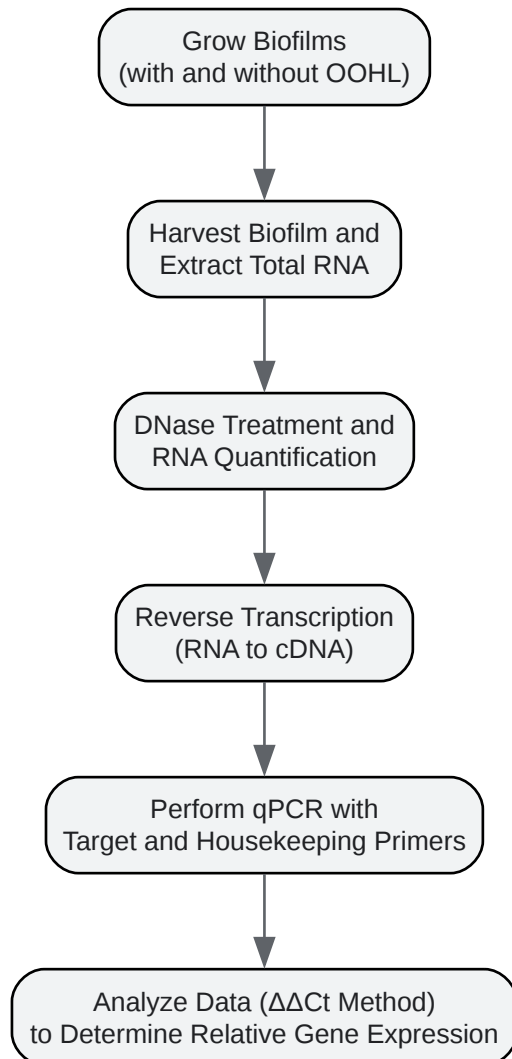 Grow Biofilms
(with and without OOHL)
Harvest Biofilm and
Extract Total RNA
DNase Treatment and
RNA Quantification
Reverse Transcription
(RNA to cDNA)
Perform qPCR with
Target and Housekeeping Primers
Analyze Data (ΔΔCt Method)
to Determine Relative Gene Expression